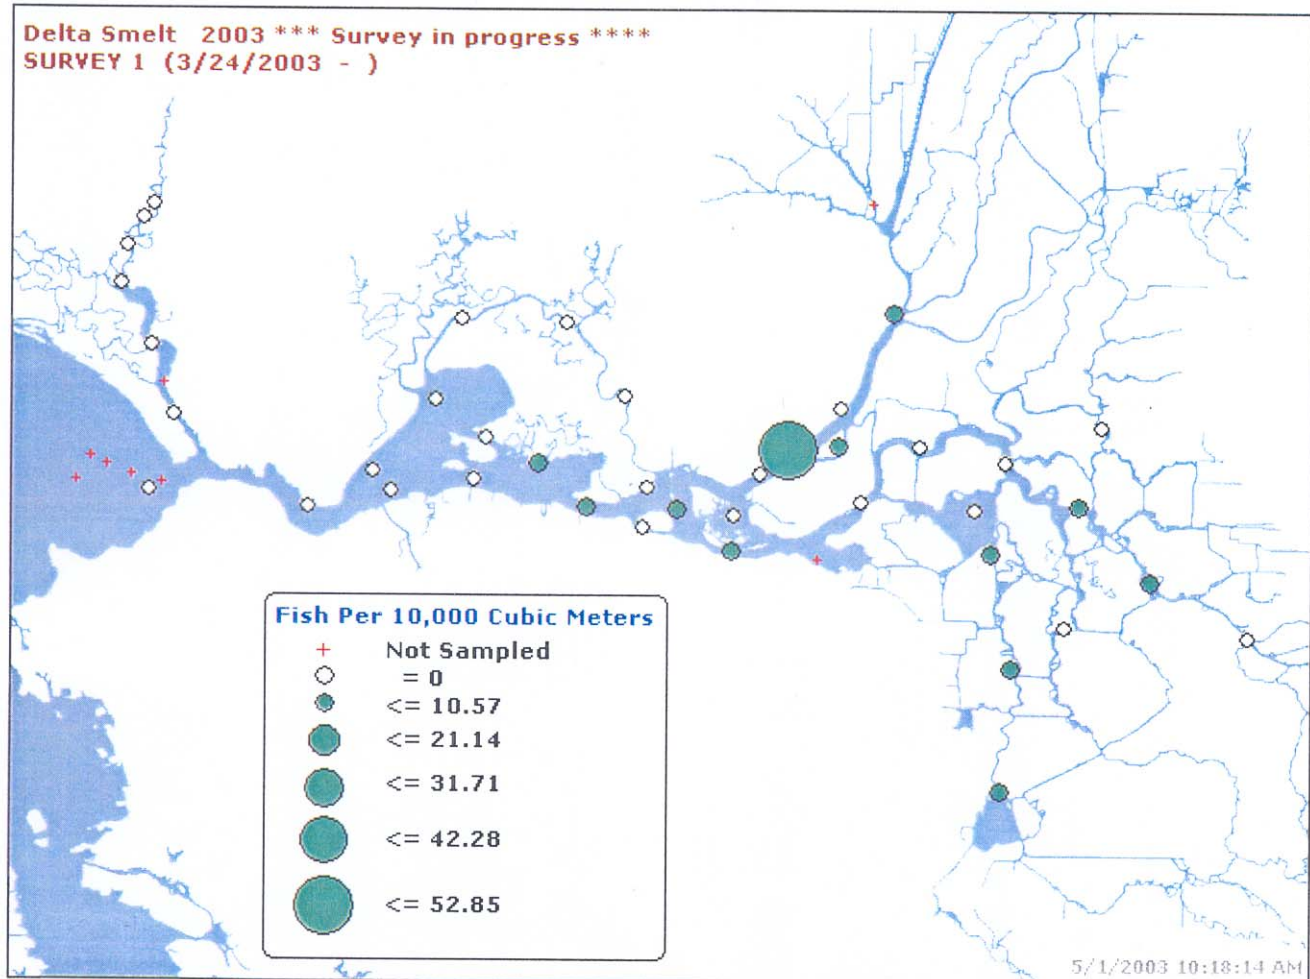 Delta Smelt 2003 *** Survey in progress ****
SURVEY 1 (3/24/2003 - )
Fish Per 10,000 Cubic Meters
+ Not Sampled
= 0
<= 10.57
<= 21.14
<= 31.71
<= 42.28
<= 52.85
5/1/2003 10:18:14 AM